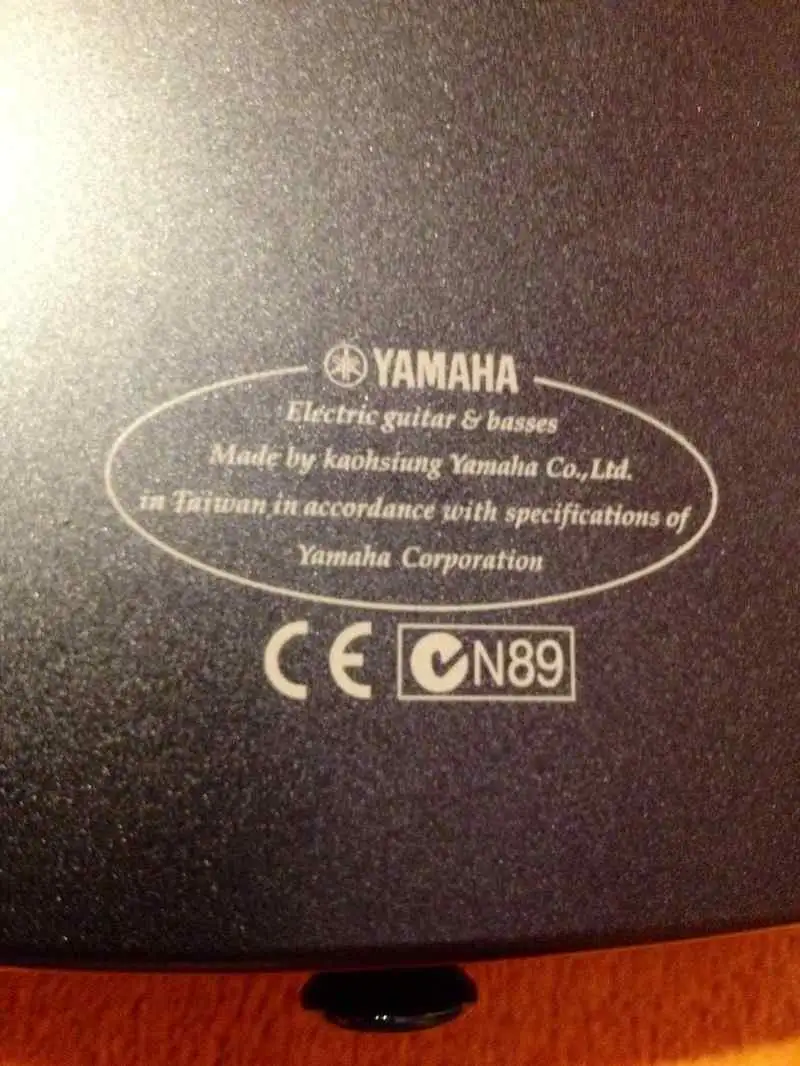 YAMAHA
Electric guitar & basses
Made by kaohsiung Yamaha Co.,Ltd.
in Taiwan in accordance with specifications of
Yamaha Corporation
CE N89